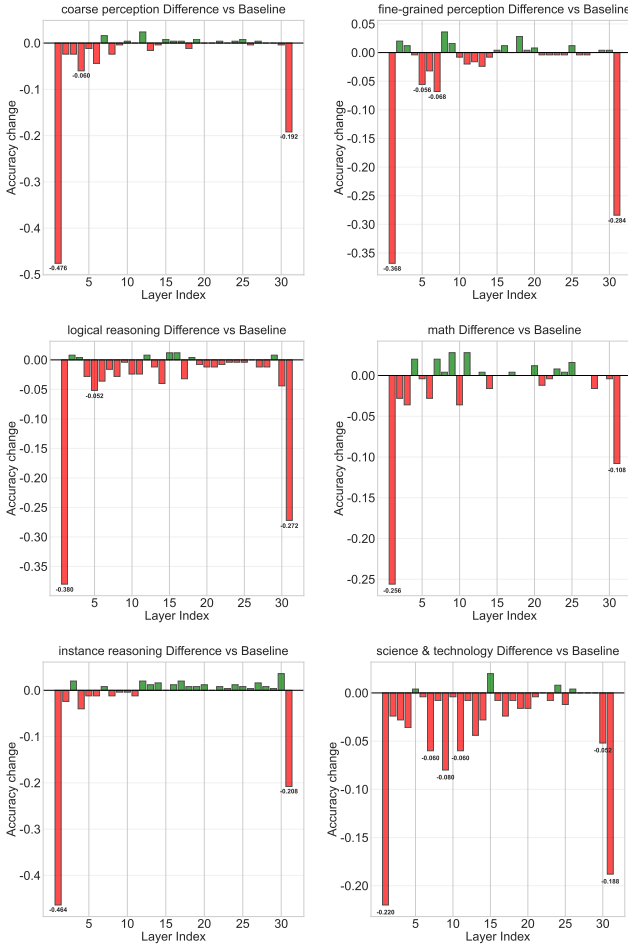 coarse perception Difference vs Baseline
0.0
-0.1
-0.2
-0.3
-0.4
-0.5
Accuracy change
-0.476
-0.060
-0.192
5 10 15 20 25 30
Layer Index
fine-grained perception Difference vs Baseline
0.05
0.00
-0.05
-0.10
-0.15
-0.20
-0.25
-0.30
-0.35
Accuracy change
-0.368
-0.056
-0.068
-0.284
5 10 15 20 25 30
Layer Index
logical reasoning Difference vs Baseline
0.00
-0.05
-0.10
-0.15
-0.20
-0.25
-0.30
-0.35
Accuracy change
-0.380
-0.052
-0.272
5 10 15 20 25 30
Layer Index
math Difference vs Baseline
0.00
-0.05
-0.10
-0.15
-0.20
-0.25
Accuracy change
-0.256
-0.108
5 10 15 20 25 30
Layer Index
instance reasoning Difference vs Baseline
0.0
-0.1
-0.2
-0.3
-0.4
Accuracy change
-0.464
-0.208
5 10 15 20 25 30
Layer Index
science & technology Difference vs Baseline
0.00
-0.05
-0.10
-0.15
-0.20
Accuracy change
-0.220
-0.060
-0.080
-0.060
-0.052
-0.188
5 10 15 20 25 30
Layer Index